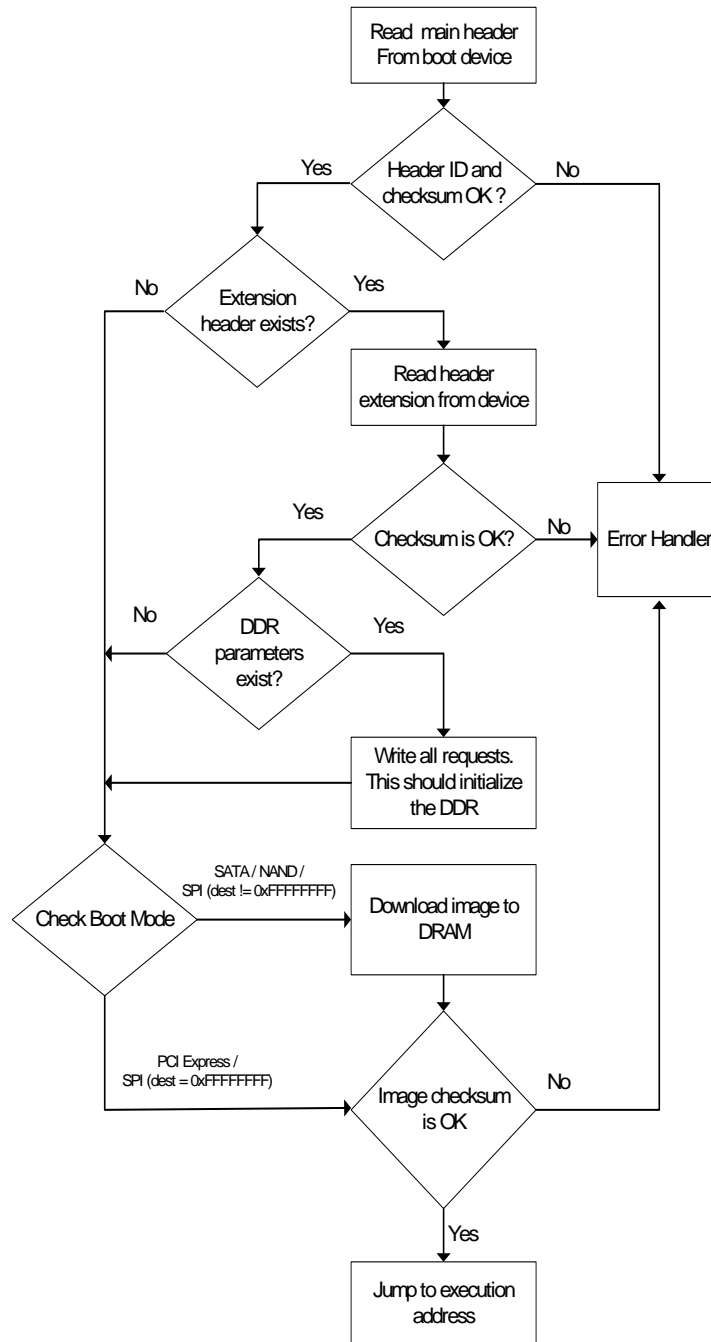 Read main header
From boot device
Yes
Header ID and
checksum OK ?
No
No
Extension
header exists?
Yes
Read header
extension from device
Yes
Checksum is OK?
No
Error Handler
No
DDR
parameters
exist?
Yes
Write all requests.
This should initialize
the DDR
Check Boot Mode
SATA / NAND /
SPI (dest != 0xFFFFFFFF)
Download image to
DRAM
PCI Express /
SPI (dest = 0xFFFFFFFF)
Image checksum
is OK
No
Yes
Jump to execution
address